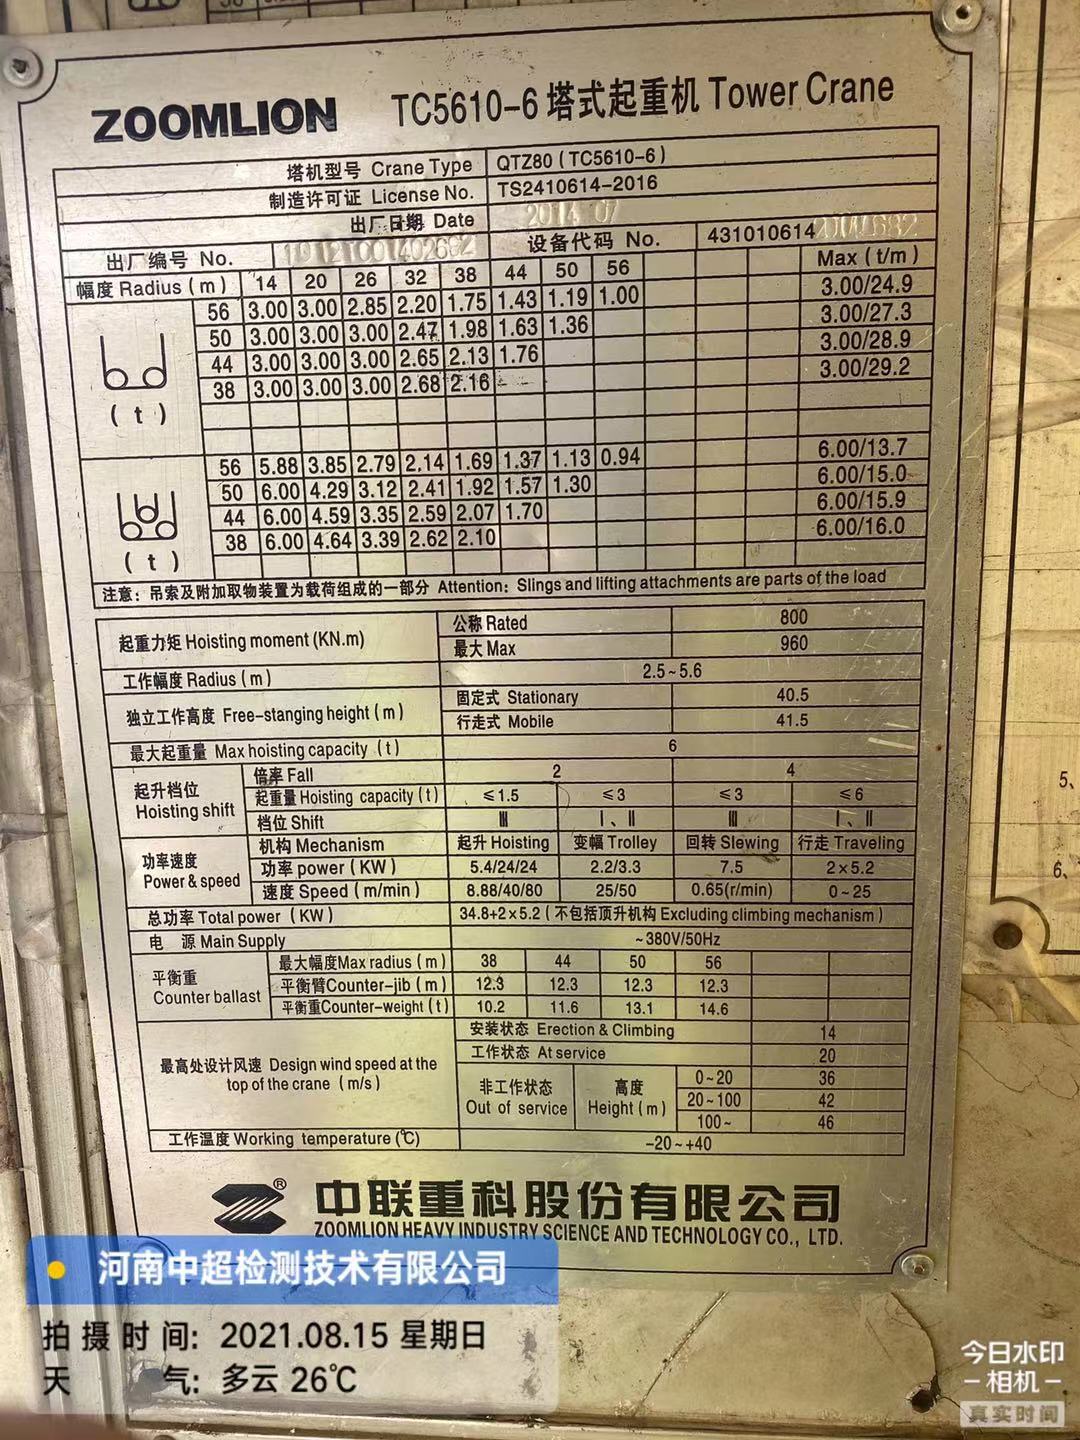 ZOOMLION TC5610-6 塔式起重机 Tower Crane
塔机型号 Crane Type QTZ80 (TC5610-6)
制造许可证 License No. TS2410614-2016
出厂日期 Date 2014 07
出厂编号 No. 设备代码 No. 431010614
幅度 Radius (m) 14 20 26 32 38 44 50 56 Max (t/m)
56 3.00 3.00 2.85 2.20 1.75 1.43 1.19 1.00 3.00/24.9
50 3.00 3.00 3.00 2.47 1.98 1.63 1.36 3.00/27.3
44 3.00 3.00 3.00 2.65 2.13 1.76 3.00/28.9
38 3.00 3.00 3.00 2.68 2.16 3.00/29.2
(t)
56 5.88 3.85 2.79 2.14 1.69 1.37 1.13 0.94 6.00/13.7
50 6.00 4.29 3.12 2.41 1.92 1.57 1.30 6.00/15.0
44 6.00 4.59 3.35 2.59 2.07 1.70 6.00/15.9
38 6.00 4.64 3.39 2.62 2.10 6.00/16.0
(t)
注意: 吊索及附加取物装置为载荷组成的一部分 Attention: Slings and lifting attachments are parts of the load
起重力矩 Hoisting moment (KN.m) 公称 Rated 800
最大 Max 960
工作幅度 Radius (m) 2.5~5.6
独立工作高度 Free-stanging height (m) 固定式 Stationary 40.5
行走式 Mobile 41.5
最大起重量 Max hoisting capacity (t) 6
起升档位 Hoisting shift 倍率 Fall 2 4
起重量 Hoisting capacity (t) ≤1.5 ≤3 ≤3 ≤6
档位 Shift Ⅲ Ⅰ、Ⅱ Ⅲ Ⅰ、Ⅱ
功率速度 Power & speed 机构 Mechanism 起升 Hoisting 变幅 Trolley 回转 Slewing 行走 Traveling
功率 power (KW) 5.4/24/24 2.2/3.3 7.5 2×5.2
速度 Speed (m/min) 8.88/40/80 25/50 0.65(r/min) 0~25
总功率 Total power (KW) 34.8+2×5.2 (不包括顶升机构 Excluding climbing mechanism)
电 源 Main Supply ~380V/50Hz
平衡重 Counter ballast 最大幅度 Max radius (m) 38 44 50 56
平衡臂 Counter-jib (m) 12.3 12.3 12.3 12.3
平衡重 Counter-weight (t) 10.2 11.6 13.1 14.6
最高处设计风速 Design wind speed at the top of the crane (m/s) 安装状态 Erection & Climbing 14
工作状态 At service 20
非工作状态 Out of service 高度 Height (m) 0~20 36
20~100 42
100~ 46
工作温度 Working temperature (℃) -20~+40
® 中联重科股份有限公司
ZOOMLION HEAVY INDUSTRY SCIENCE AND TECHNOLOGY CO., LTD.
5、
6、
河南中超检测技术有限公司
拍摄时间: 2021.08.15 星期日
天 气: 多云 26℃
今日水印
-相机-
真实时间